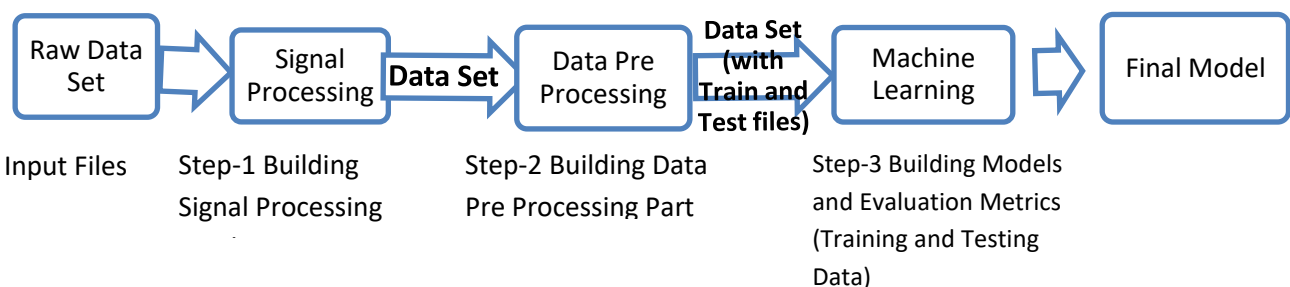 Raw Data
Set
Signal
Processing
Data Set
Data Pre
Processing
Data Set
(with
Train and
Test files)
Machine
Learning
Final Model
Input Files
Step-1 Building
Signal Processing
Step-2 Building Data
Pre Processing Part
Step-3 Building Models
and Evaluation Metrics
(Training and Testing
Data)